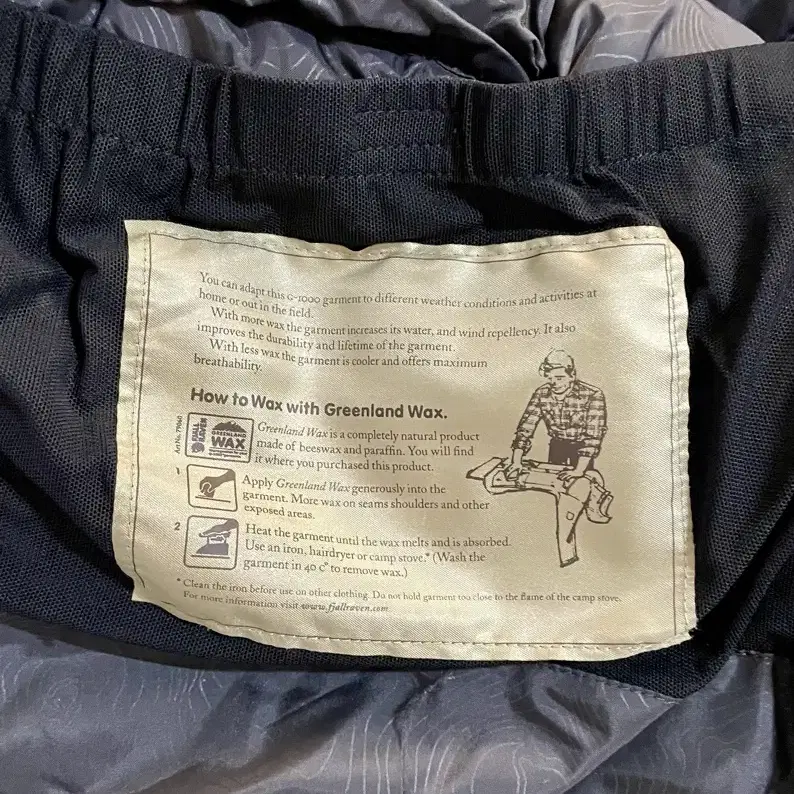 You can adapt this G-1000 garment to different weather conditions and activities at
home or out in the field.
With more wax the garment increases its water, and wind repellency. It also
improves the durability and lifetime of the garment.
With less wax the garment is cooler and offers maximum
breathability.
How to Wax with Greenland Wax.
Art No. 79060
FJÄLL RÄVEN
GREENLAND
WAX
Greenland Wax is a completely natural product
made of beeswax and paraffin. You will find
it where you purchased this product.
1
Apply Greenland Wax generously into the
garment. More wax on seams shoulders and other
exposed areas.
2
Heat the garment until the wax melts and is absorbed.
Use an iron, hairdryer or camp stove.* (Wash the
garment in 40 c° to remove wax.)
* Clean the iron before use on other clothing. Do not hold garment too close to the flame of the camp stove.
For more information visit www.fjallraven.com